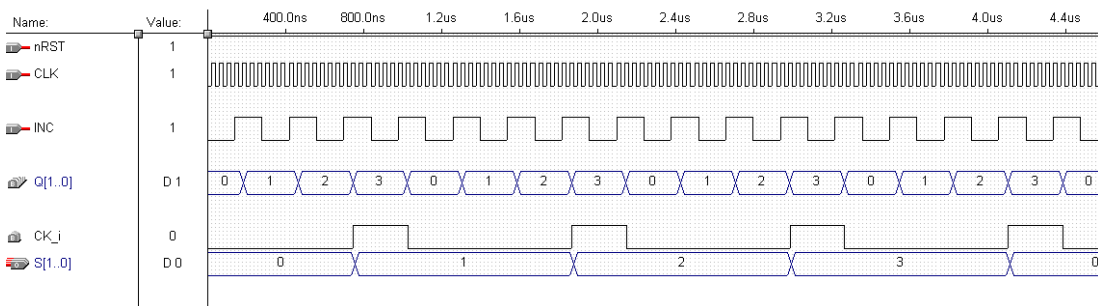 Name: Value: 400.0ns 800.0ns 1.2us 1.6us 2.0us 2.4us 2.8us 3.2us 3.6us 4.0us 4.4us
nRST 1
CLK 1
INC 1
Q[1..0] D 1 0 1 2 3 0 1 2 3 0 1 2 3 0 1 2 3 0
CK_i 0
S[1..0] D 0 0 1 2 3 0